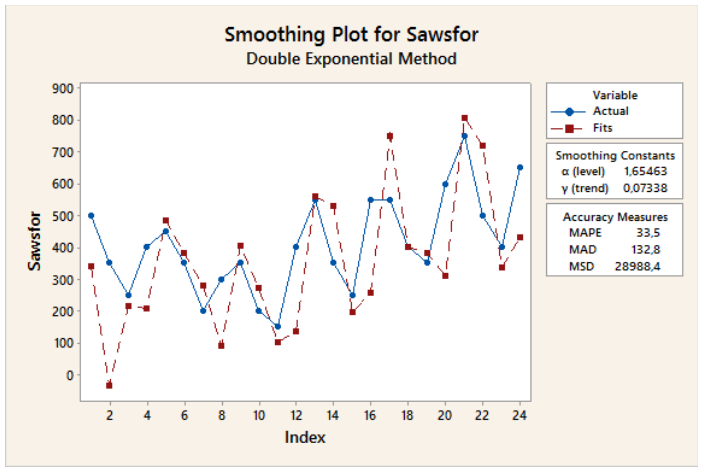 Smoothing Plot for Sawsfor
Double Exponential Method
900
800
700
600
500
400
300
200
100
0
Sawsfor
2 4 6 8 10 12 14 16 18 20 22 24
Index
Variable
Actual
Fits
Smoothing Constants
α (level) 1,65463
γ (trend) 0,07338
Accuracy Measures
MAPE 33,5
MAD 132,8
MSD 28988,4